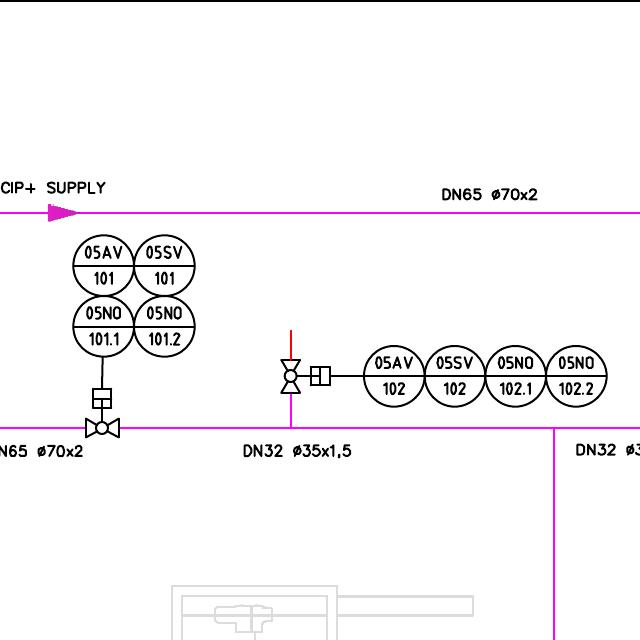 CIP+ SUPPLY
DN65 ø70x2
05AV 05SV
101 101
05NO 05NO
101.1 101.2
05AV 05SV 05NO 05NO
102 102 102.1 102.2
N65 ø70x2
DN32 ø35x1,5
DN32 ø3